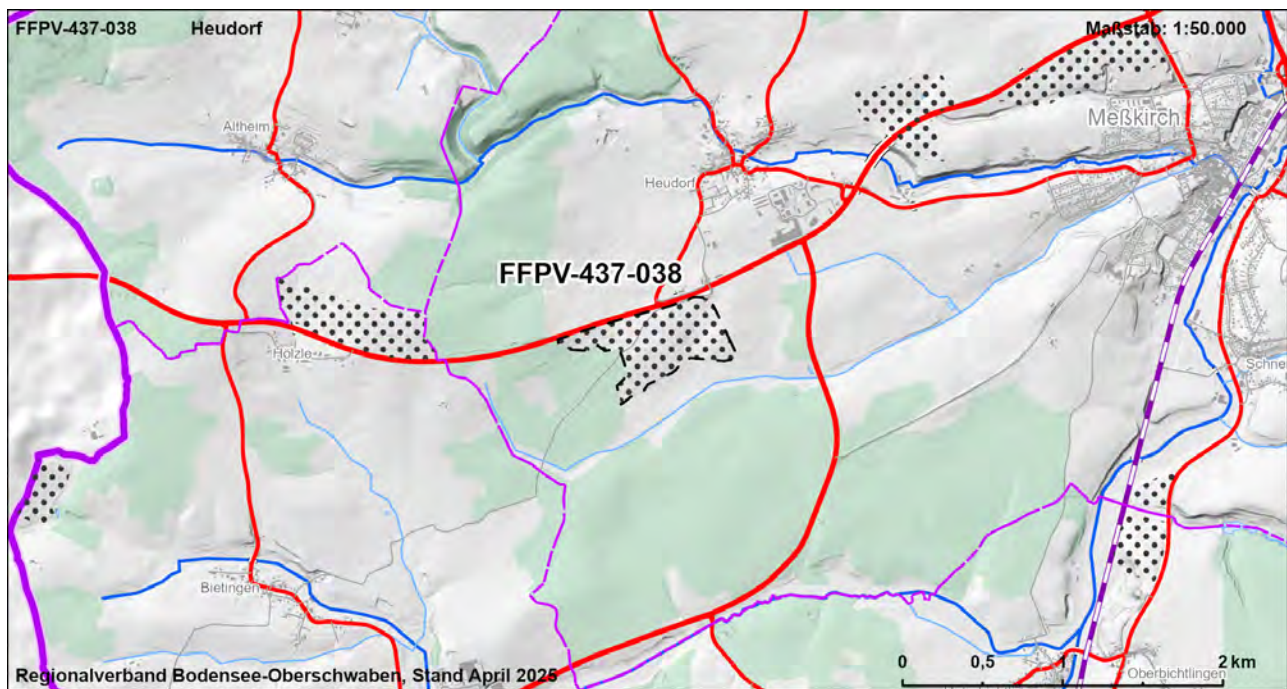 FFPV-437-038 Heudorf Maßstab: 1:50.000
Meßkirch
Altheim
Heudorf
FFPV-437-038
Hölzle
Schne
Bietingen
0 0,5 1 2 km
Oberbichtlingen
Regionalverband Bodensee-Oberschwaben, Stand April 2025